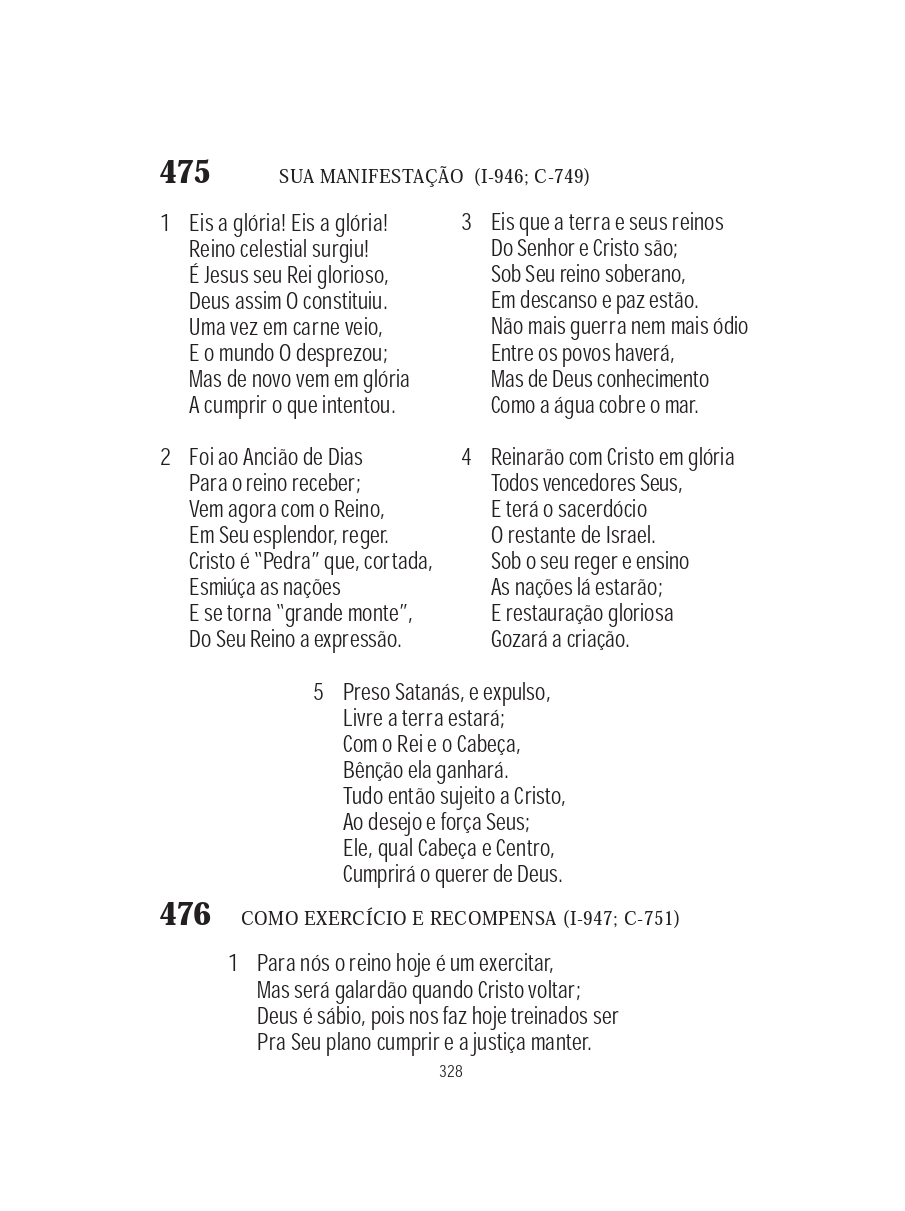 475 SUA MANIFESTAÇÃO (I-946; C-749)
1 Eis a glória! Eis a glória!
Reino celestial surgiu!
É Jesus seu Rei glorioso,
Deus assim O constituiu.
Uma vez em carne veio,
E o mundo O desprezou;
Mas de novo vem em glória
A cumprir o que intentou.
2 Foi ao Ancião de Dias
Para o reino receber;
Vem agora com o Reino,
Em Seu esplendor, reger.
Cristo é “Pedra” que, cortada,
Esmiúça as nações
E se torna “grande monte”,
Do Seu Reino a expressão.
3 Eis que a terra e seus reinos
Do Senhor e Cristo são;
Sob Seu reino soberano,
Em descanso e paz estão.
Não mais guerra nem mais ódio
Entre os povos haverá,
Mas de Deus conhecimento
Como a água cobre o mar.
4 Reinarão com Cristo em glória
Todos vencedores Seus,
E terá o sacerdócio
O restante de Israel.
Sob o seu reger e ensino
As nações lá estarão;
E restauração gloriosa
Gozará a criação.
5 Preso Satanás, e expulso,
Livre a terra estará;
Com o Rei e o Cabeça,
Bênção ela ganhará.
Tudo então sujeito a Cristo,
Ao desejo e força Seus;
Ele, qual Cabeça e Centro,
Cumprirá o querer de Deus.
476 COMO EXERCÍCIO E RECOMPENSA (I-947; C-751)
1 Para nós o reino hoje é um exercitar,
Mas será galardão quando Cristo voltar;
Deus é sábio, pois nos faz hoje treinados ser
Pra Seu plano cumprir e a justiça manter.
328